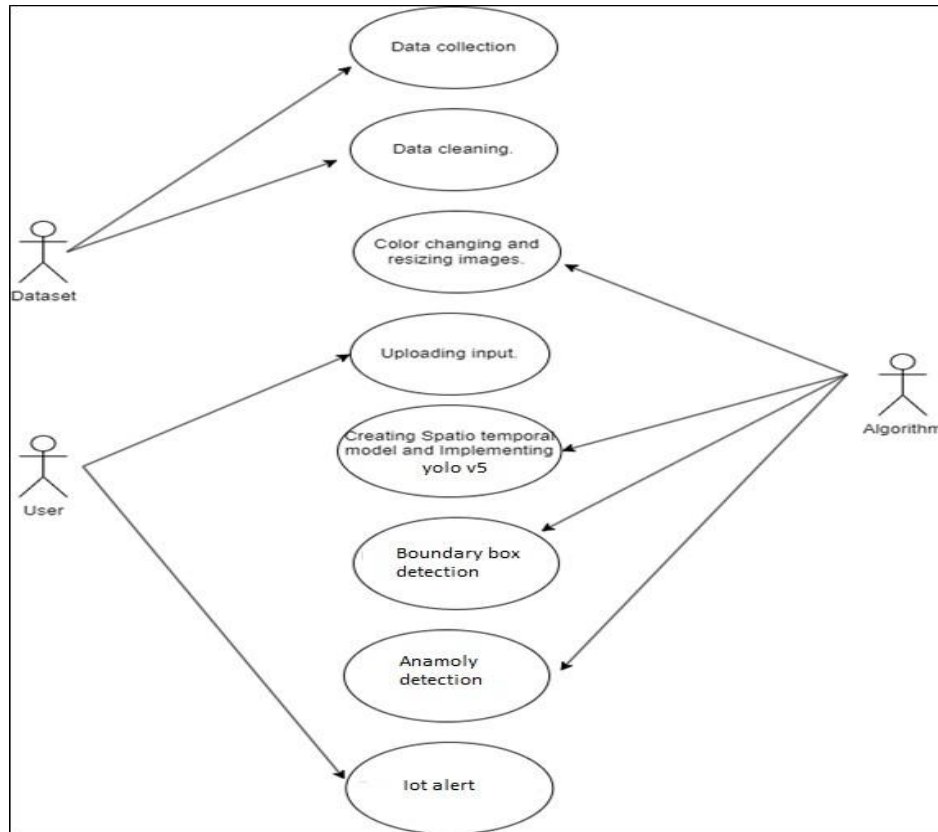 Data collection
Data cleaning.
Color changing and
resizing images.
Dataset
Uploading input.
Algorithm
Creating Spatio temporal
model and Implementing
yolo v5
User
Boundary box
detection
Anamoly
detection
Iot alert